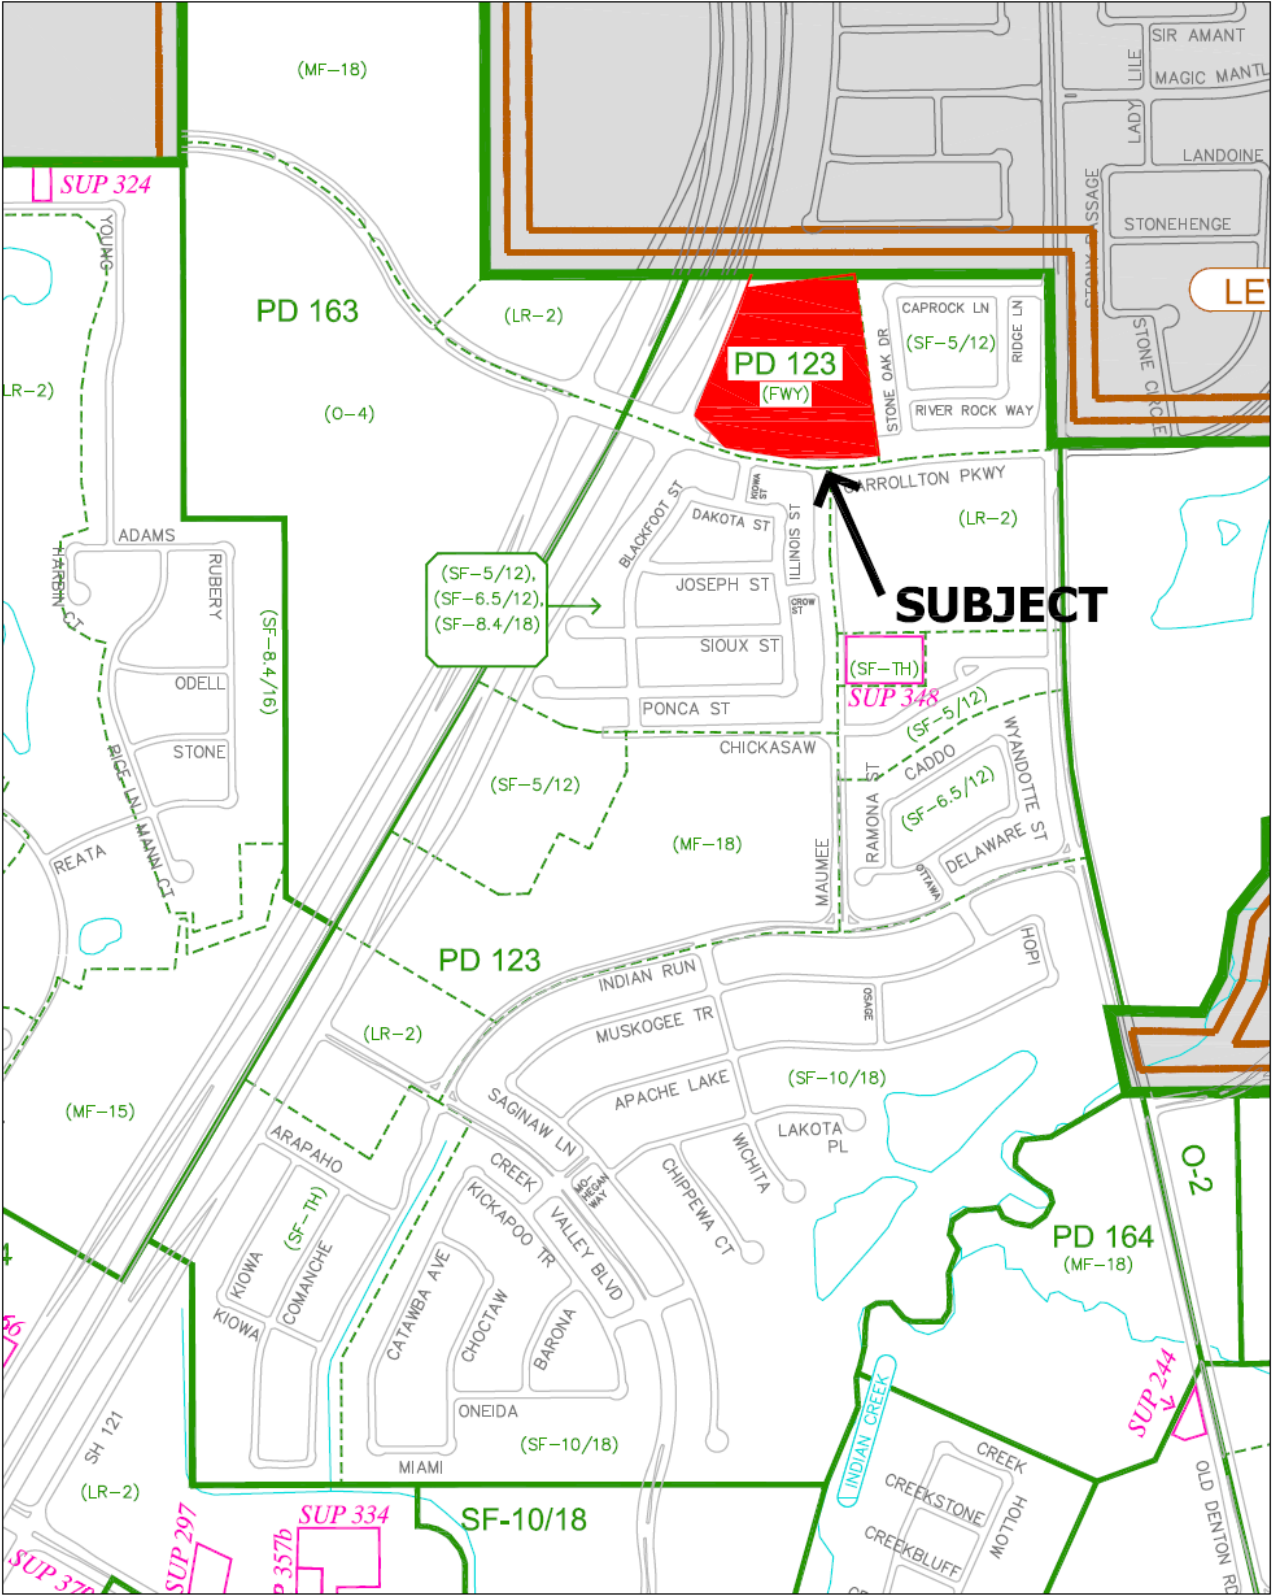 (MF-18)
SIR AMANT
LILE
MAGIC MANTL
LADY
LANDOINE
SUP 324
STONY PASSAGE
STONEHENGE
YOUNG
PD 163
(LR-2)
CAPROCK LN
RIDGE LN
(SF-5/12)
STONE OAK DR
LE
STONE CIRCLE
PD 123
(FWY)
LR-2)
(O-4)
RIVER ROCK WAY
CARROLLTON PKWY
KIOWA
ST
BLACKFOOT ST
DAKOTA ST
ILLINOIS ST
(LR-2)
ADAMS
HARBIN CT
RUBERY
(SF-5/12),
(SF-6.5/12),
(SF-8.4/18)
JOSEPH ST
CROW
ST
SUBJECT
(SF-8.4/16)
SIOUX ST
(SF-TH)
SUP 348
ODELL
PONCA ST
(SF-5/12)
STONE
CHICKASAW
WYANDOTTE ST
RICE LN
CADDO
RAMONA ST
(SF-5/12)
(SF-6.5/12)
MANN CT
REATA
(MF-18)
MAUMEE
DELAWARE
OTTAWA
PD 123
INDIAN RUN
HOPI
OSAGE
MUSKOGEE TR
(LR-2)
(MF-15)
SAGINAW LN
APACHE LAKE
(SF-10/18)
LAKOTA
PL
ARAPAHO
CREEK
VALLEY BLVD
MO-
HEGAN
WAY
WICHITA
CHIPPEWA CT
O-2
(SF-TH)
KICKAPOO TR
PD 164
(MF-18)
4
KIOWA
COMANCHE
KIOWA
CATAWBA AVE
CHOCTAW
BARONA
66
SUP 244
INDIAN CREEK
ONEIDA
SH 121
(SF-10/18)
MIAMI
CREEK
HOLLOW
CREEKSTONE
(LR-2)
OLD DENTON RD
SUP 297
SUP 334
P 357b
SF-10/18
CREEKBLUFF